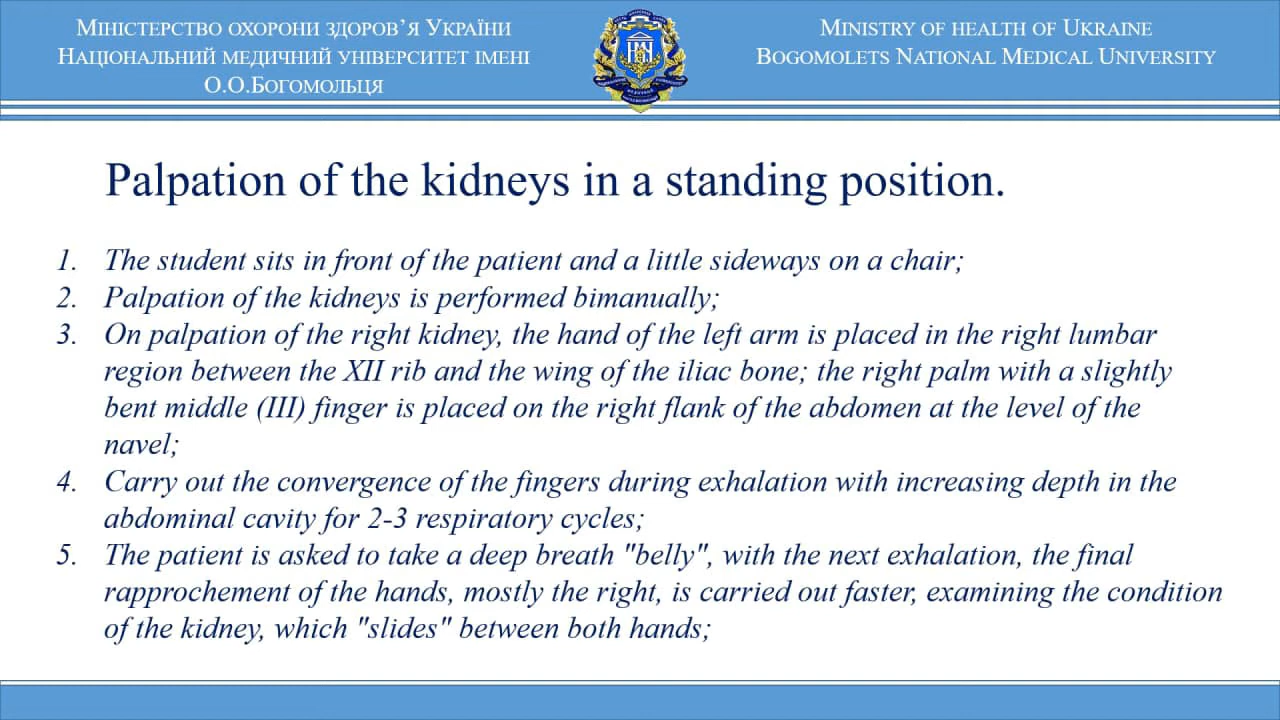 Міністерство охорони здоров’я України
Національний медичний університет імені
О.О.Богомольця
Ministry of health of Ukraine
Bogomolets National Medical University
Palpation of the kidneys in a standing position.
1. The student sits in front of the patient and a little sideways on a chair;
2. Palpation of the kidneys is performed bimanually;
3. On palpation of the right kidney, the hand of the left arm is placed in the right lumbar
region between the XII rib and the wing of the iliac bone; the right palm with a slightly
bent middle (III) finger is placed on the right flank of the abdomen at the level of the
navel;
4. Carry out the convergence of the fingers during exhalation with increasing depth in the
abdominal cavity for 2-3 respiratory cycles;
5. The patient is asked to take a deep breath "belly", with the next exhalation, the final
rapprochement of the hands, mostly the right, is carried out faster, examining the condition
of the kidney, which "slides" between both hands;